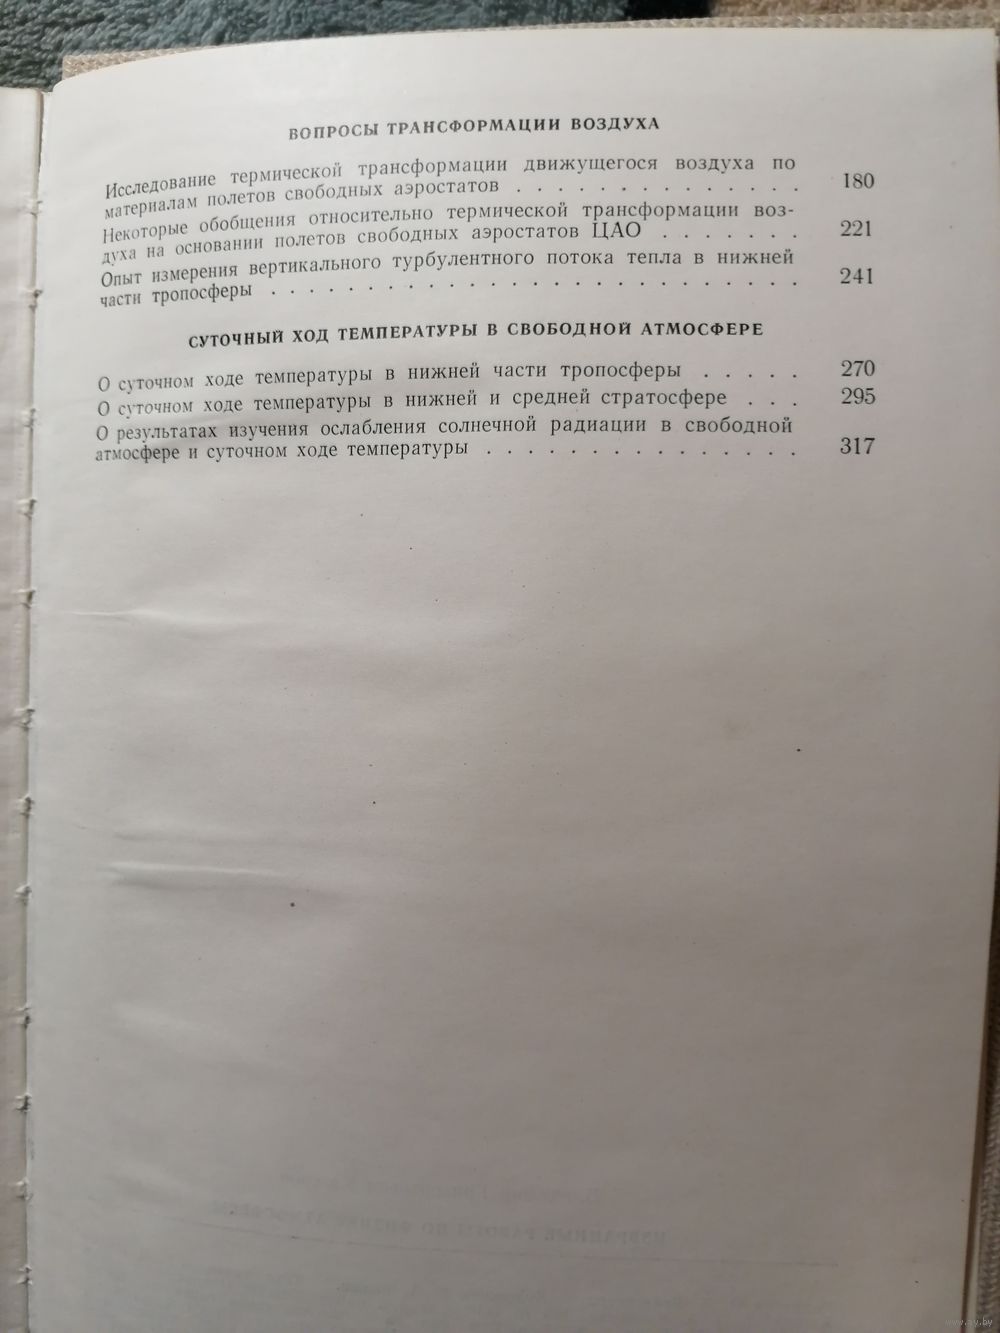 ВОПРОСЫ ТРАНСФОРМАЦИИ ВОЗДУХА
Исследование термической трансформации движущегося воздуха по
материалам полетов свободных аэростатов . . . . . . . . . . . . . . 180
Некоторые обобщения относительно термической трансформации воз-
духа на основании полетов свободных аэростатов ЦАО . . . . . . . 221
Опыт измерения вертикального турбулентного потока тепла в нижней
части тропосферы . . . . . . . . . . . . . . . . . . . . . . . . . 241
СУТОЧНЫЙ ХОД ТЕМПЕРАТУРЫ В СВОБОДНОЙ АТМОСФЕРЕ
О суточном ходе температуры в нижней части тропосферы . . . . . 270
О суточном ходе температуры в нижней и средней стратосфере . . . 295
О результатах изучения ослабления солнечной радиации в свободной
атмосфере и суточном ходе температуры . . . . . . . . . . . . . . . 317
www.ay.by